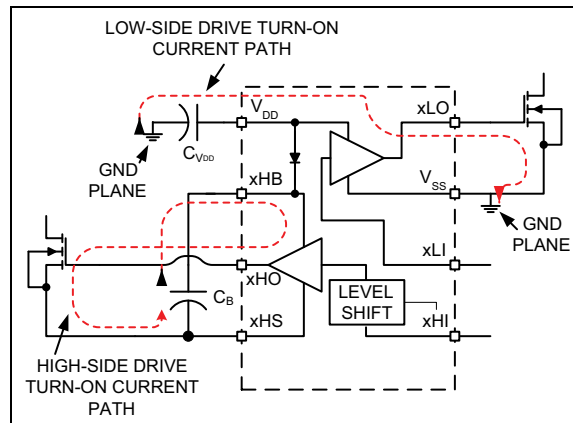 LOW-SIDE DRIVE TURN-ON
CURRENT PATH
VDD
xLO
CVDD
GND
PLANE
xHB
VSS
GND
PLANE
xLI
xHO
CB
LEVEL
SHIFT
xHI
xHS
HIGH-SIDE DRIVE
TURN-ON CURRENT
PATH